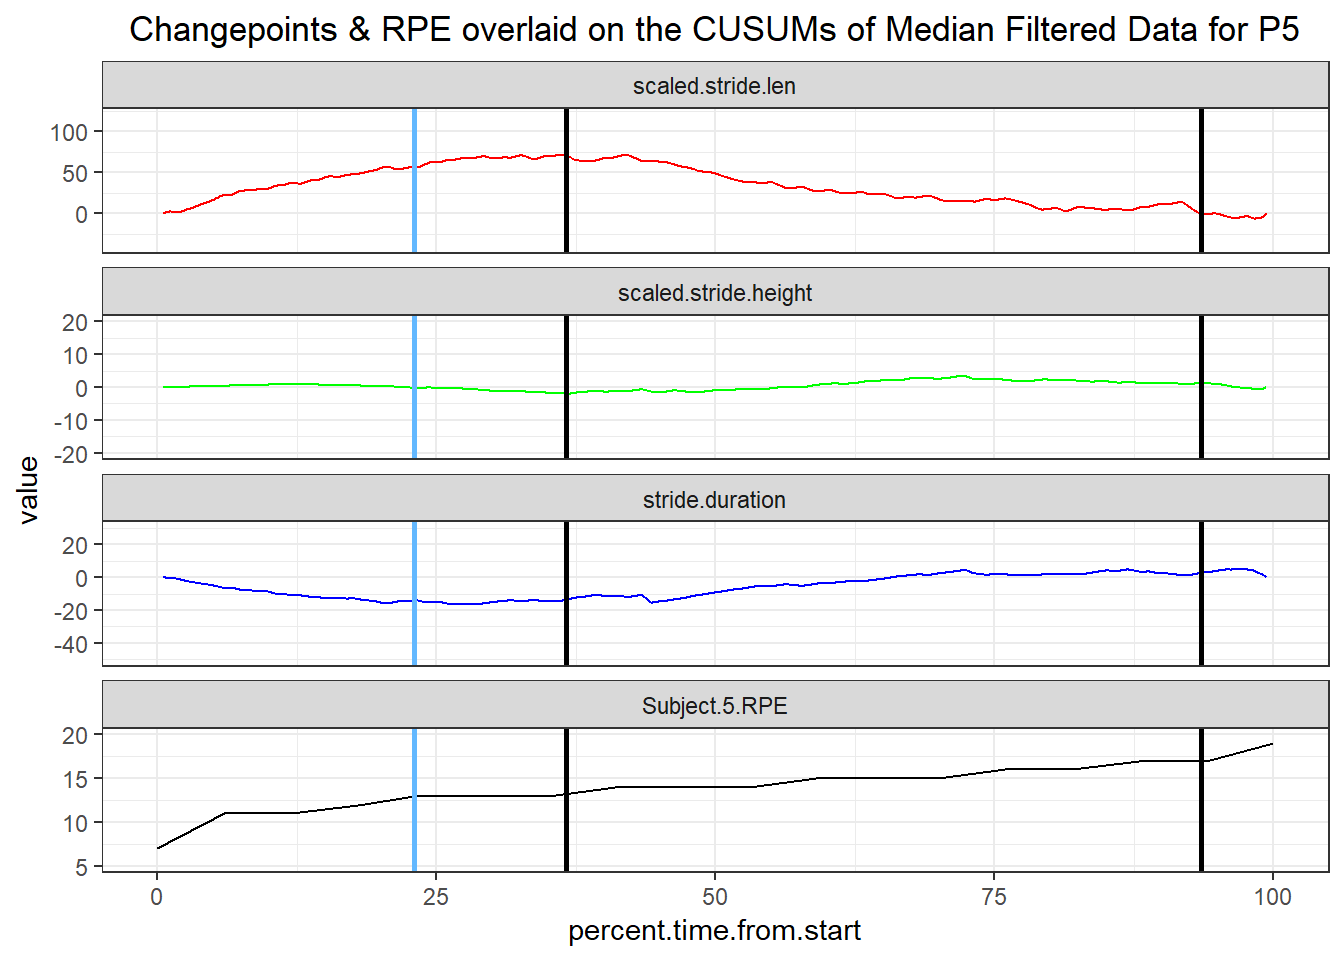 Changepoints & RPE overlaid on the CUSUMs of Median Filtered Data for P5
scaled.stride.len
100
50
0
scaled.stride.height
20
10
0
-10
-20
value
stride.duration
20
0
-20
-40
Subject.5.RPE
20
15
10
5
0 25 50 75 100
percent.time.from.start